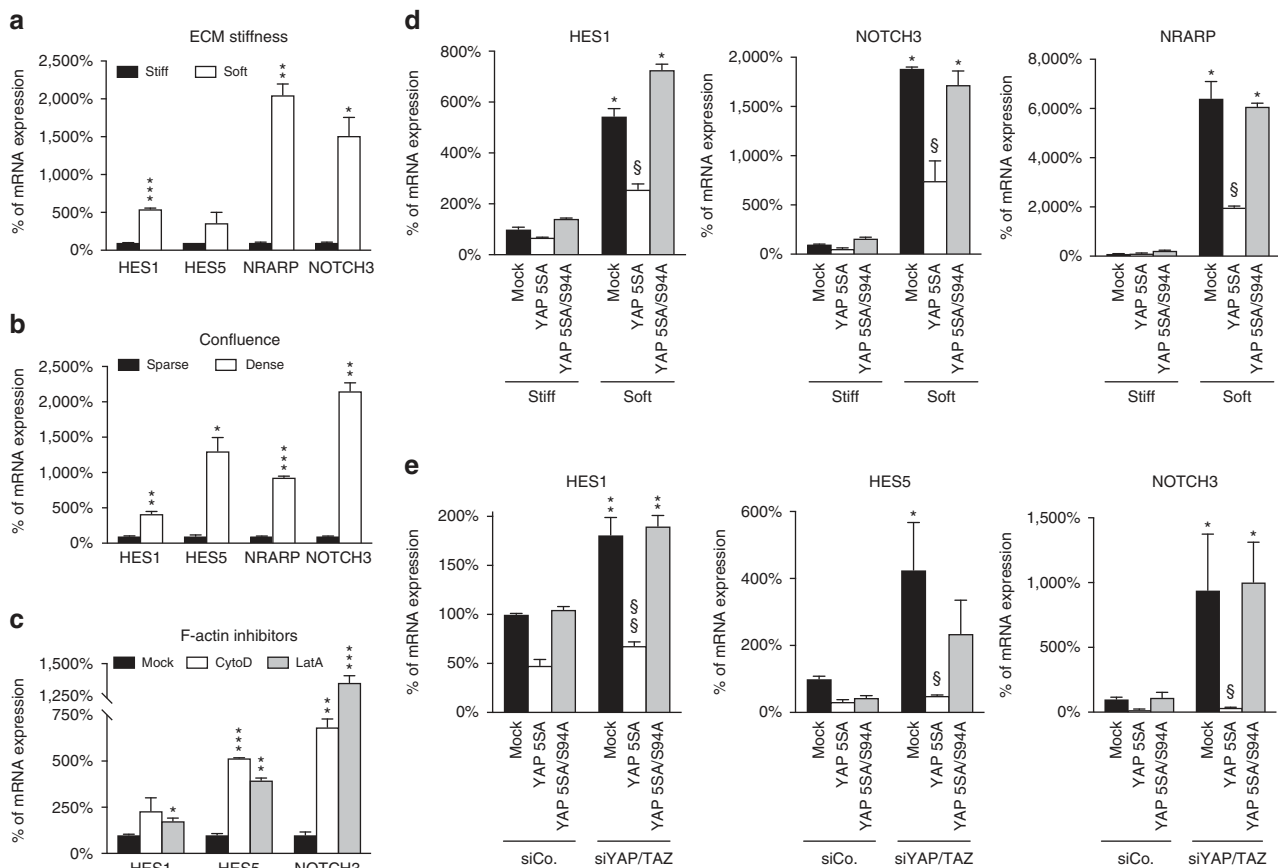 a
ECM stiffness
Stiff Soft
% of mRNA expression
2,500%
2,000%
1,500%
1,000%
500%
0%
***
**
*
HES1 HES5 NRARP NOTCH3
b
Confluence
Sparse Dense
% of mRNA expression
2,500%
2,000%
1,500%
1,000%
500%
0%
**
*
***
**
HES1 HES5 NRARP NOTCH3
c
F-actin inhibitors
Mock CytoD LatA
% of mRNA expression
1,500%
1,250%
750%
500%
250%
0%
*
***
**
**
***
HES1 HES5 NOTCH3
d
HES1
% of mRNA expression
800%
600%
400%
200%
0%
*
§
*
Mock
YAP 5SA
YAP 5SA/S94A
Mock
YAP 5SA
YAP 5SA/S94A
Stiff Soft
NOTCH3
% of mRNA expression
2,000%
1,500%
1,000%
500%
0%
*
§
*
Mock
YAP 5SA
YAP 5SA/S94A
Mock
YAP 5SA
YAP 5SA/S94A
Stiff Soft
NRARP
% of mRNA expression
8,000%
6,000%
4,000%
2,000%
0%
*
§
*
Mock
YAP 5SA
YAP 5SA/S94A
Mock
YAP 5SA
YAP 5SA/S94A
Stiff Soft
e
HES1
% of mRNA expression
200%
150%
100%
50%
0%
**
§§
**
Mock
YAP 5SA
YAP 5SA/S94A
Mock
YAP 5SA
YAP 5SA/S94A
siCo. siYAP/TAZ
HES5
% of mRNA expression
600%
400%
200%
0%
*
§
Mock
YAP 5SA
YAP 5SA/S94A
Mock
YAP 5SA
YAP 5SA/S94A
siCo. siYAP/TAZ
NOTCH3
% of mRNA expression
1,500%
1,000%
500%
0%
*
§
*
Mock
YAP 5SA
YAP 5SA/S94A
Mock
YAP 5SA
YAP 5SA/S94A
siCo. siYAP/TAZ